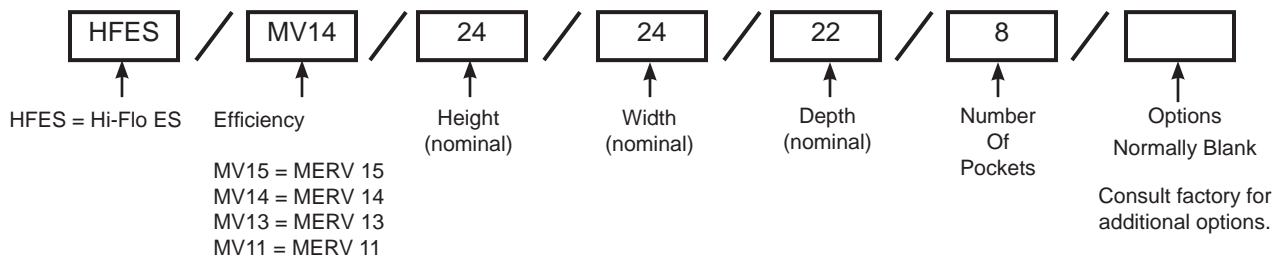 HFES / MV14 / 24 / 24 / 22 / 8 /
HFES = Hi-Flo ES
Efficiency
MV15 = MERV 15
MV14 = MERV 14
MV13 = MERV 13
MV11 = MERV 11
Height
(nominal)
Width
(nominal)
Depth
(nominal)
Number
Of
Pockets
Options
Normally Blank
Consult factory for
additional options.